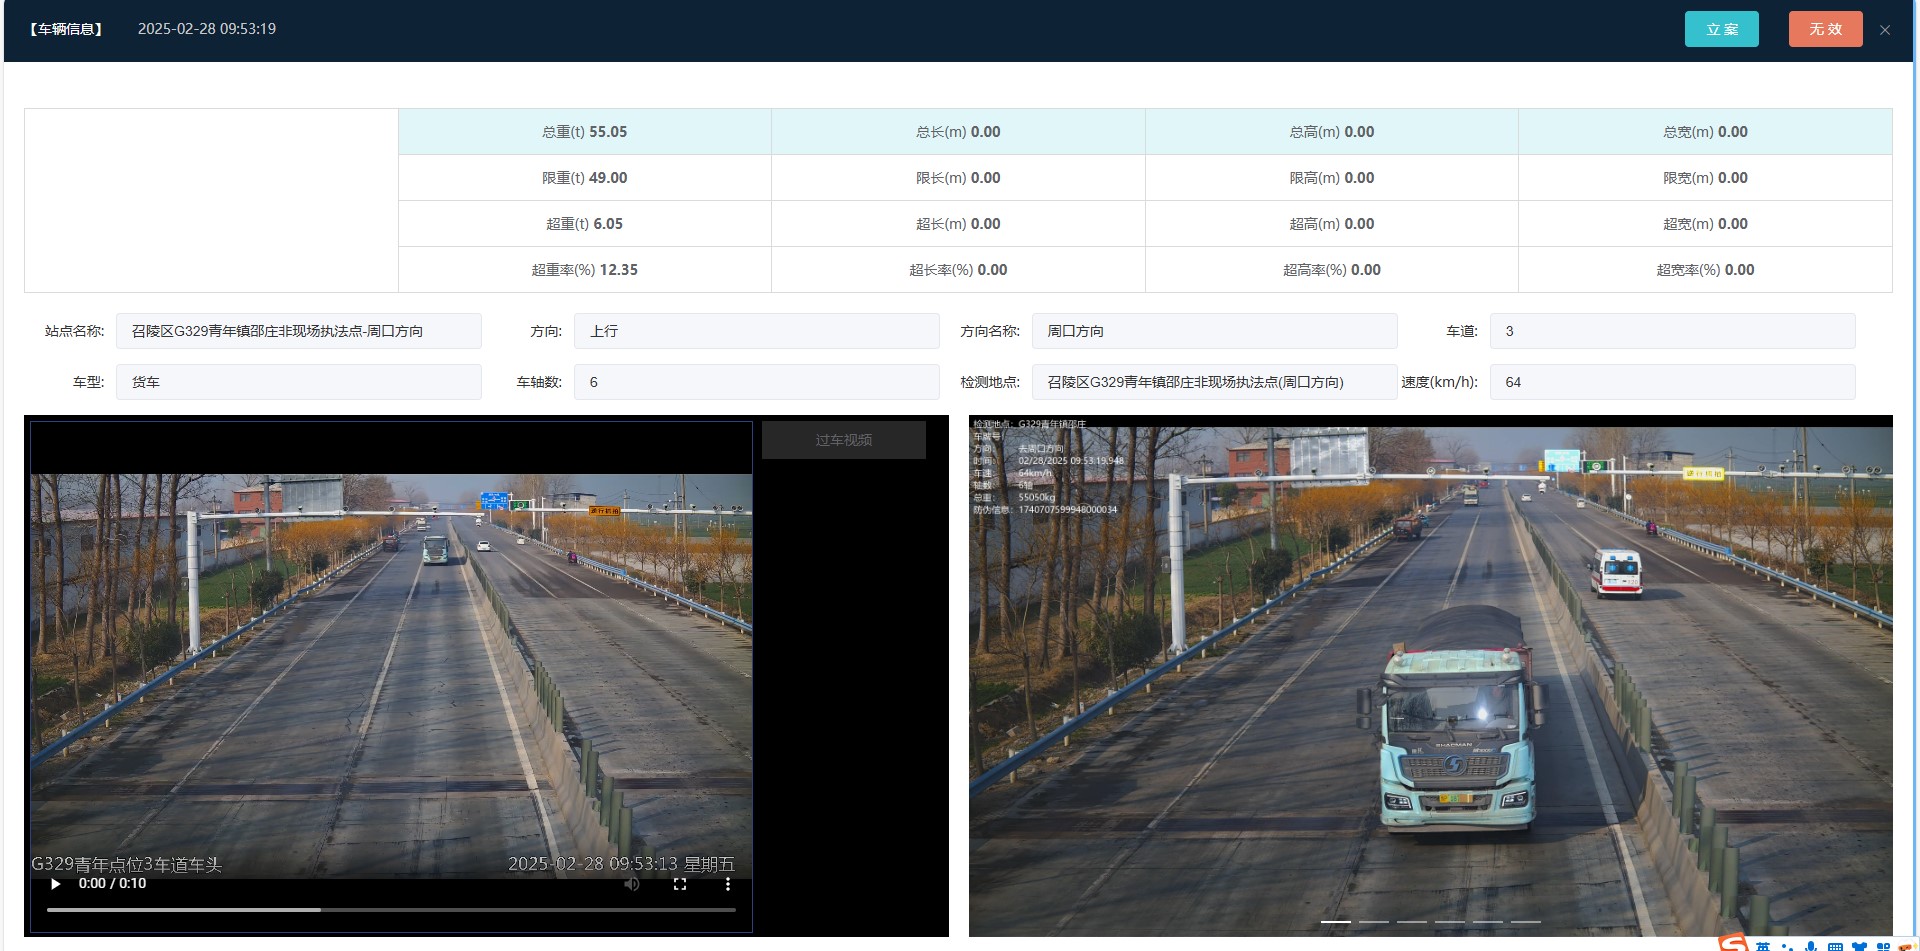 【车辆信息】 2025-02-28 09:53:19 立 案 无 效
总重(t) 55.05 总长(m) 0.00 总高(m) 0.00 总宽(m) 0.00
限重(t) 49.00 限长(m) 0.00 限高(m) 0.00 限宽(m) 0.00
超重(t) 6.05 超长(m) 0.00 超高(m) 0.00 超宽(m) 0.00
超重率(%) 12.35 超长率(%) 0.00 超高率(%) 0.00 超宽率(%) 0.00
站点名称: 召陵区G329青年镇邵庄非现场执法点-周口方向 方向: 上行 方向名称: 周口方向 车道: 3
车型: 货车 车轴数: 6 检测地点: 召陵区G329青年镇邵庄非现场执法点(周口方向) 速度(km/h): 64
过车视频
G329青年点位3车道车头 2025-02-28 09:53:13 星期五
0:00 / 0:10
检测地点: G329青年镇邵庄
车牌号:
方向: 去周口方向
时间: 02/28/2025 09:53:19.948
车速: 64km/h
轴数: 6轴
总重: 55050kg
防伪信息: 1740707599948000034
SHACMAN
英